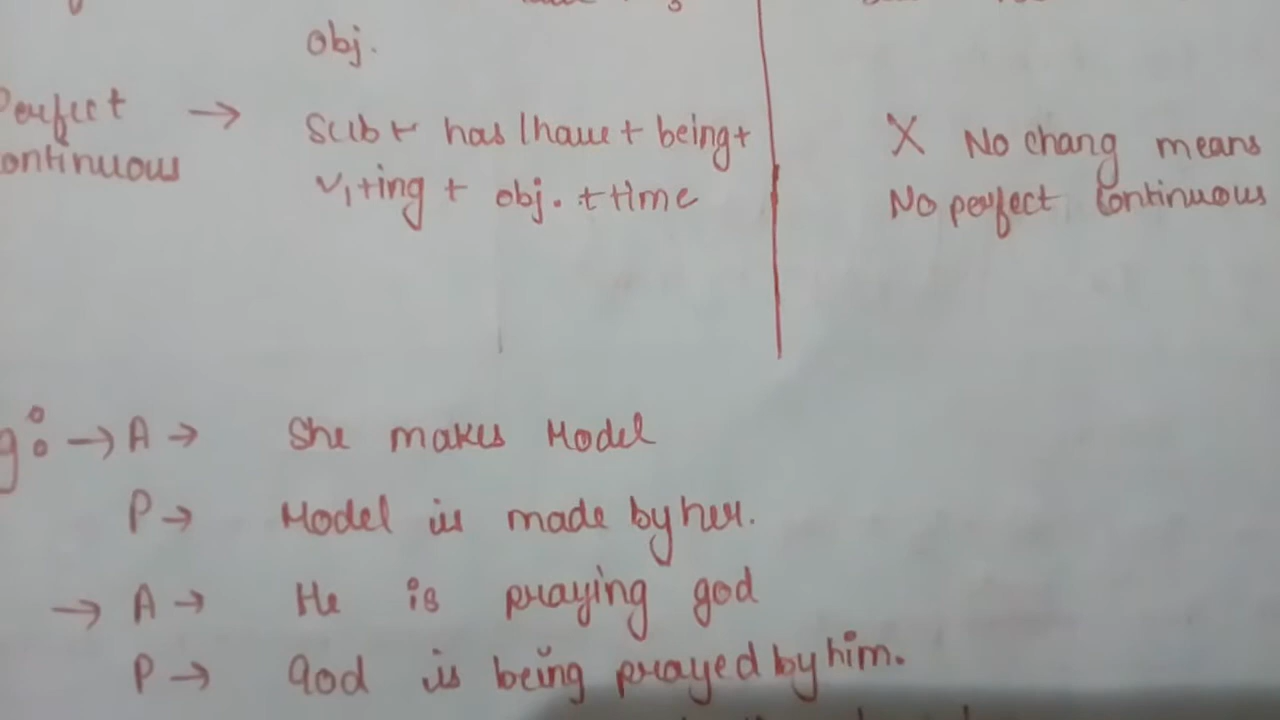 obj.
Perfect → Sub + has/have + being +
Continuous v₁+ing + obj. + time
X No chang means
No perfect Continuous
g: → A → She makes Model
P → Model is made by her.
→ A → He is praying god
P → God is being prayed by him.